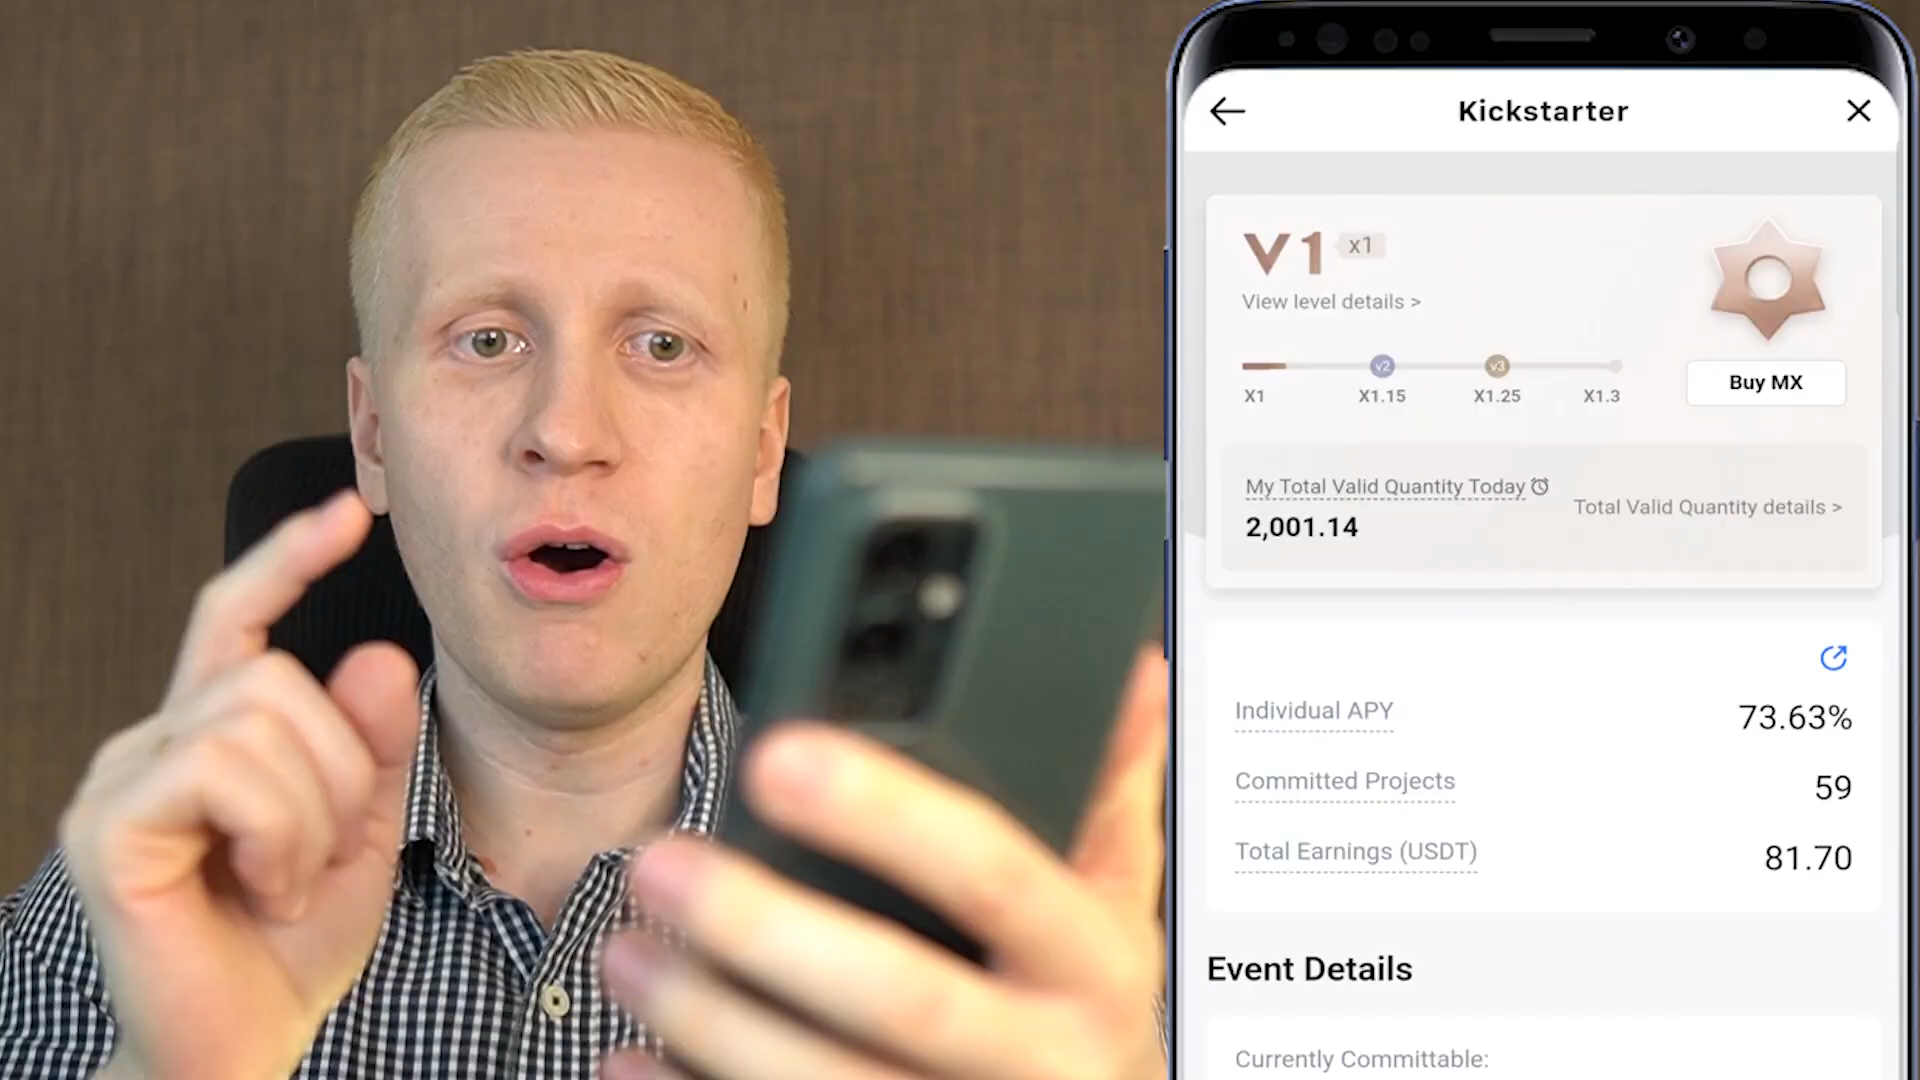 Kickstarter
V1 x1
View level details >
v2 v3
X1 X1.15 X1.25 X1.3
Buy MX
My Total Valid Quantity Today
2,001.14
Total Valid Quantity details >
Individual APY 73.63%
Committed Projects 59
Total Earnings (USDT) 81.70
Event Details
Currently Committable: